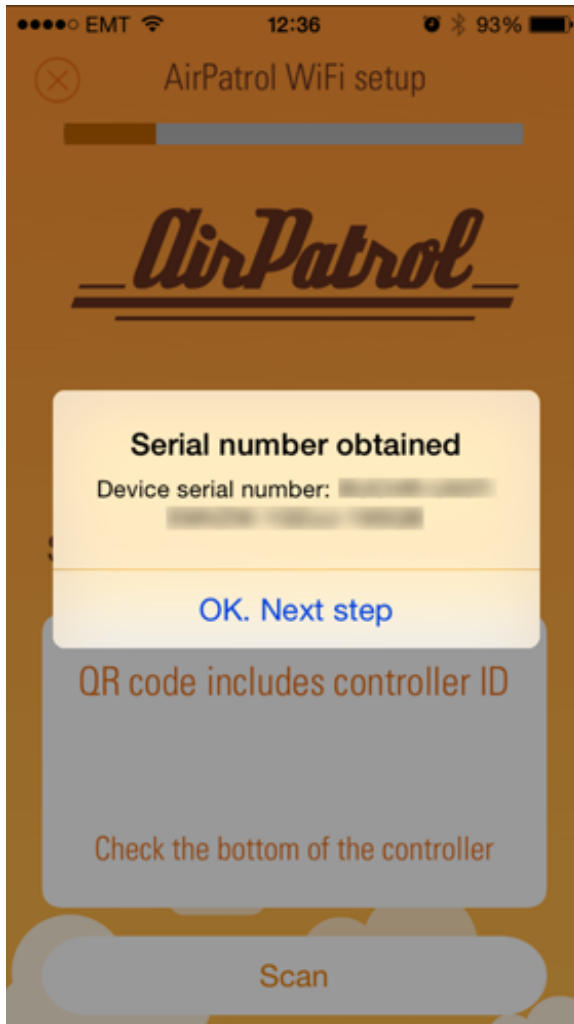 EMT 12:36 93%
AirPatrol WiFi setup
AirPatrol
Serial number obtained
Device serial number:
OK. Next step
QR code includes controller ID
Check the bottom of the controller
Scan